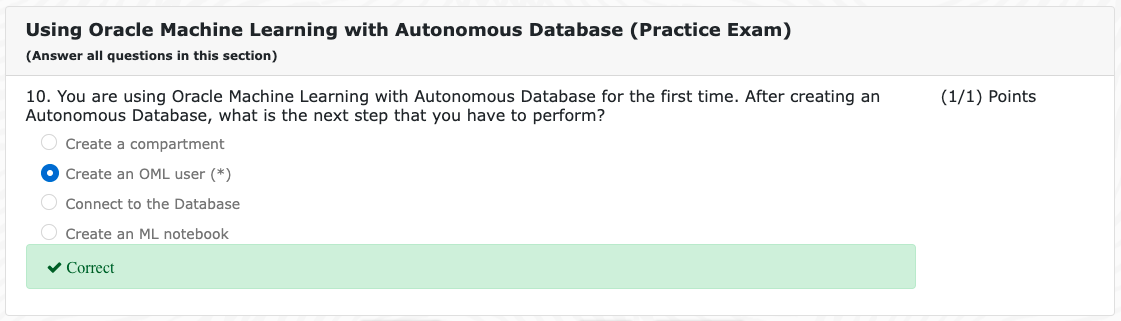 Using Oracle Machine Learning with Autonomous Database (Practice Exam)
(Answer all questions in this section)
10. You are using Oracle Machine Learning with Autonomous Database for the first time. After creating an
Autonomous Database, what is the next step that you have to perform?
(1/1) Points
Create a compartment
Create an OML user (*)
Connect to the Database
Create an ML notebook
Correct